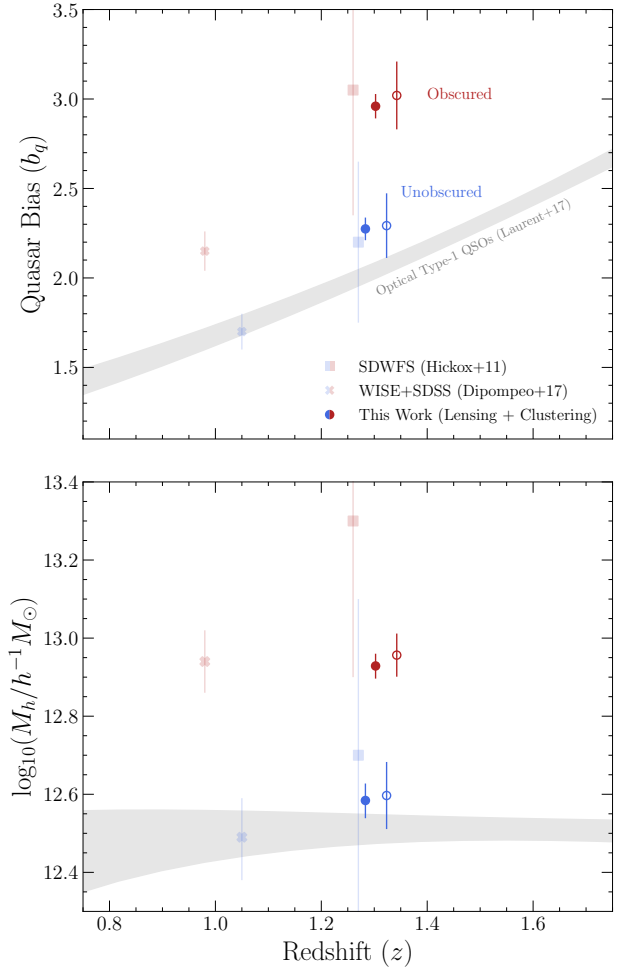 3.5
3.0
2.5
2.0
1.5
Quasar Bias (b_q)
Obscured
Unobscured
Optical Type-1 QSOs (Laurent+17)
SDWFS (Hickox+11)
WISE+SDSS (Dipompeo+17)
This Work (Lensing + Clustering)
13.4
13.2
13.0
12.8
12.6
12.4
log₁₀(M_h/h⁻¹M_⊙)
0.8 1.0 1.2 1.4 1.6
Redshift (z)